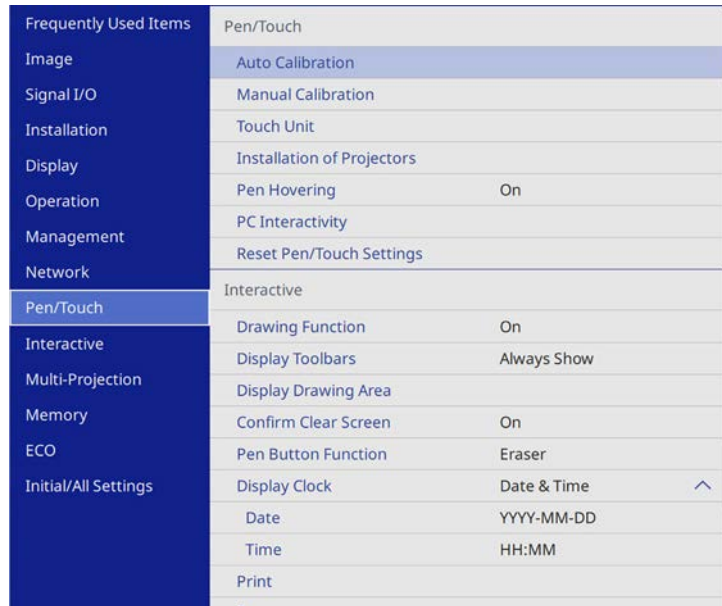 Frequently Used Items
Image
Signal I/O
Installation
Display
Operation
Management
Network
Pen/Touch
Interactive
Multi-Projection
Memory
ECO
Initial/All Settings
Pen/Touch
Auto Calibration
Manual Calibration
Touch Unit
Installation of Projectors
Pen Hovering On
PC Interactivity
Reset Pen/Touch Settings
Interactive
Drawing Function On
Display Toolbars Always Show
Display Drawing Area
Confirm Clear Screen On
Pen Button Function Eraser
Display Clock Date & Time
Date YYYY-MM-DD
Time HH:MM
Print